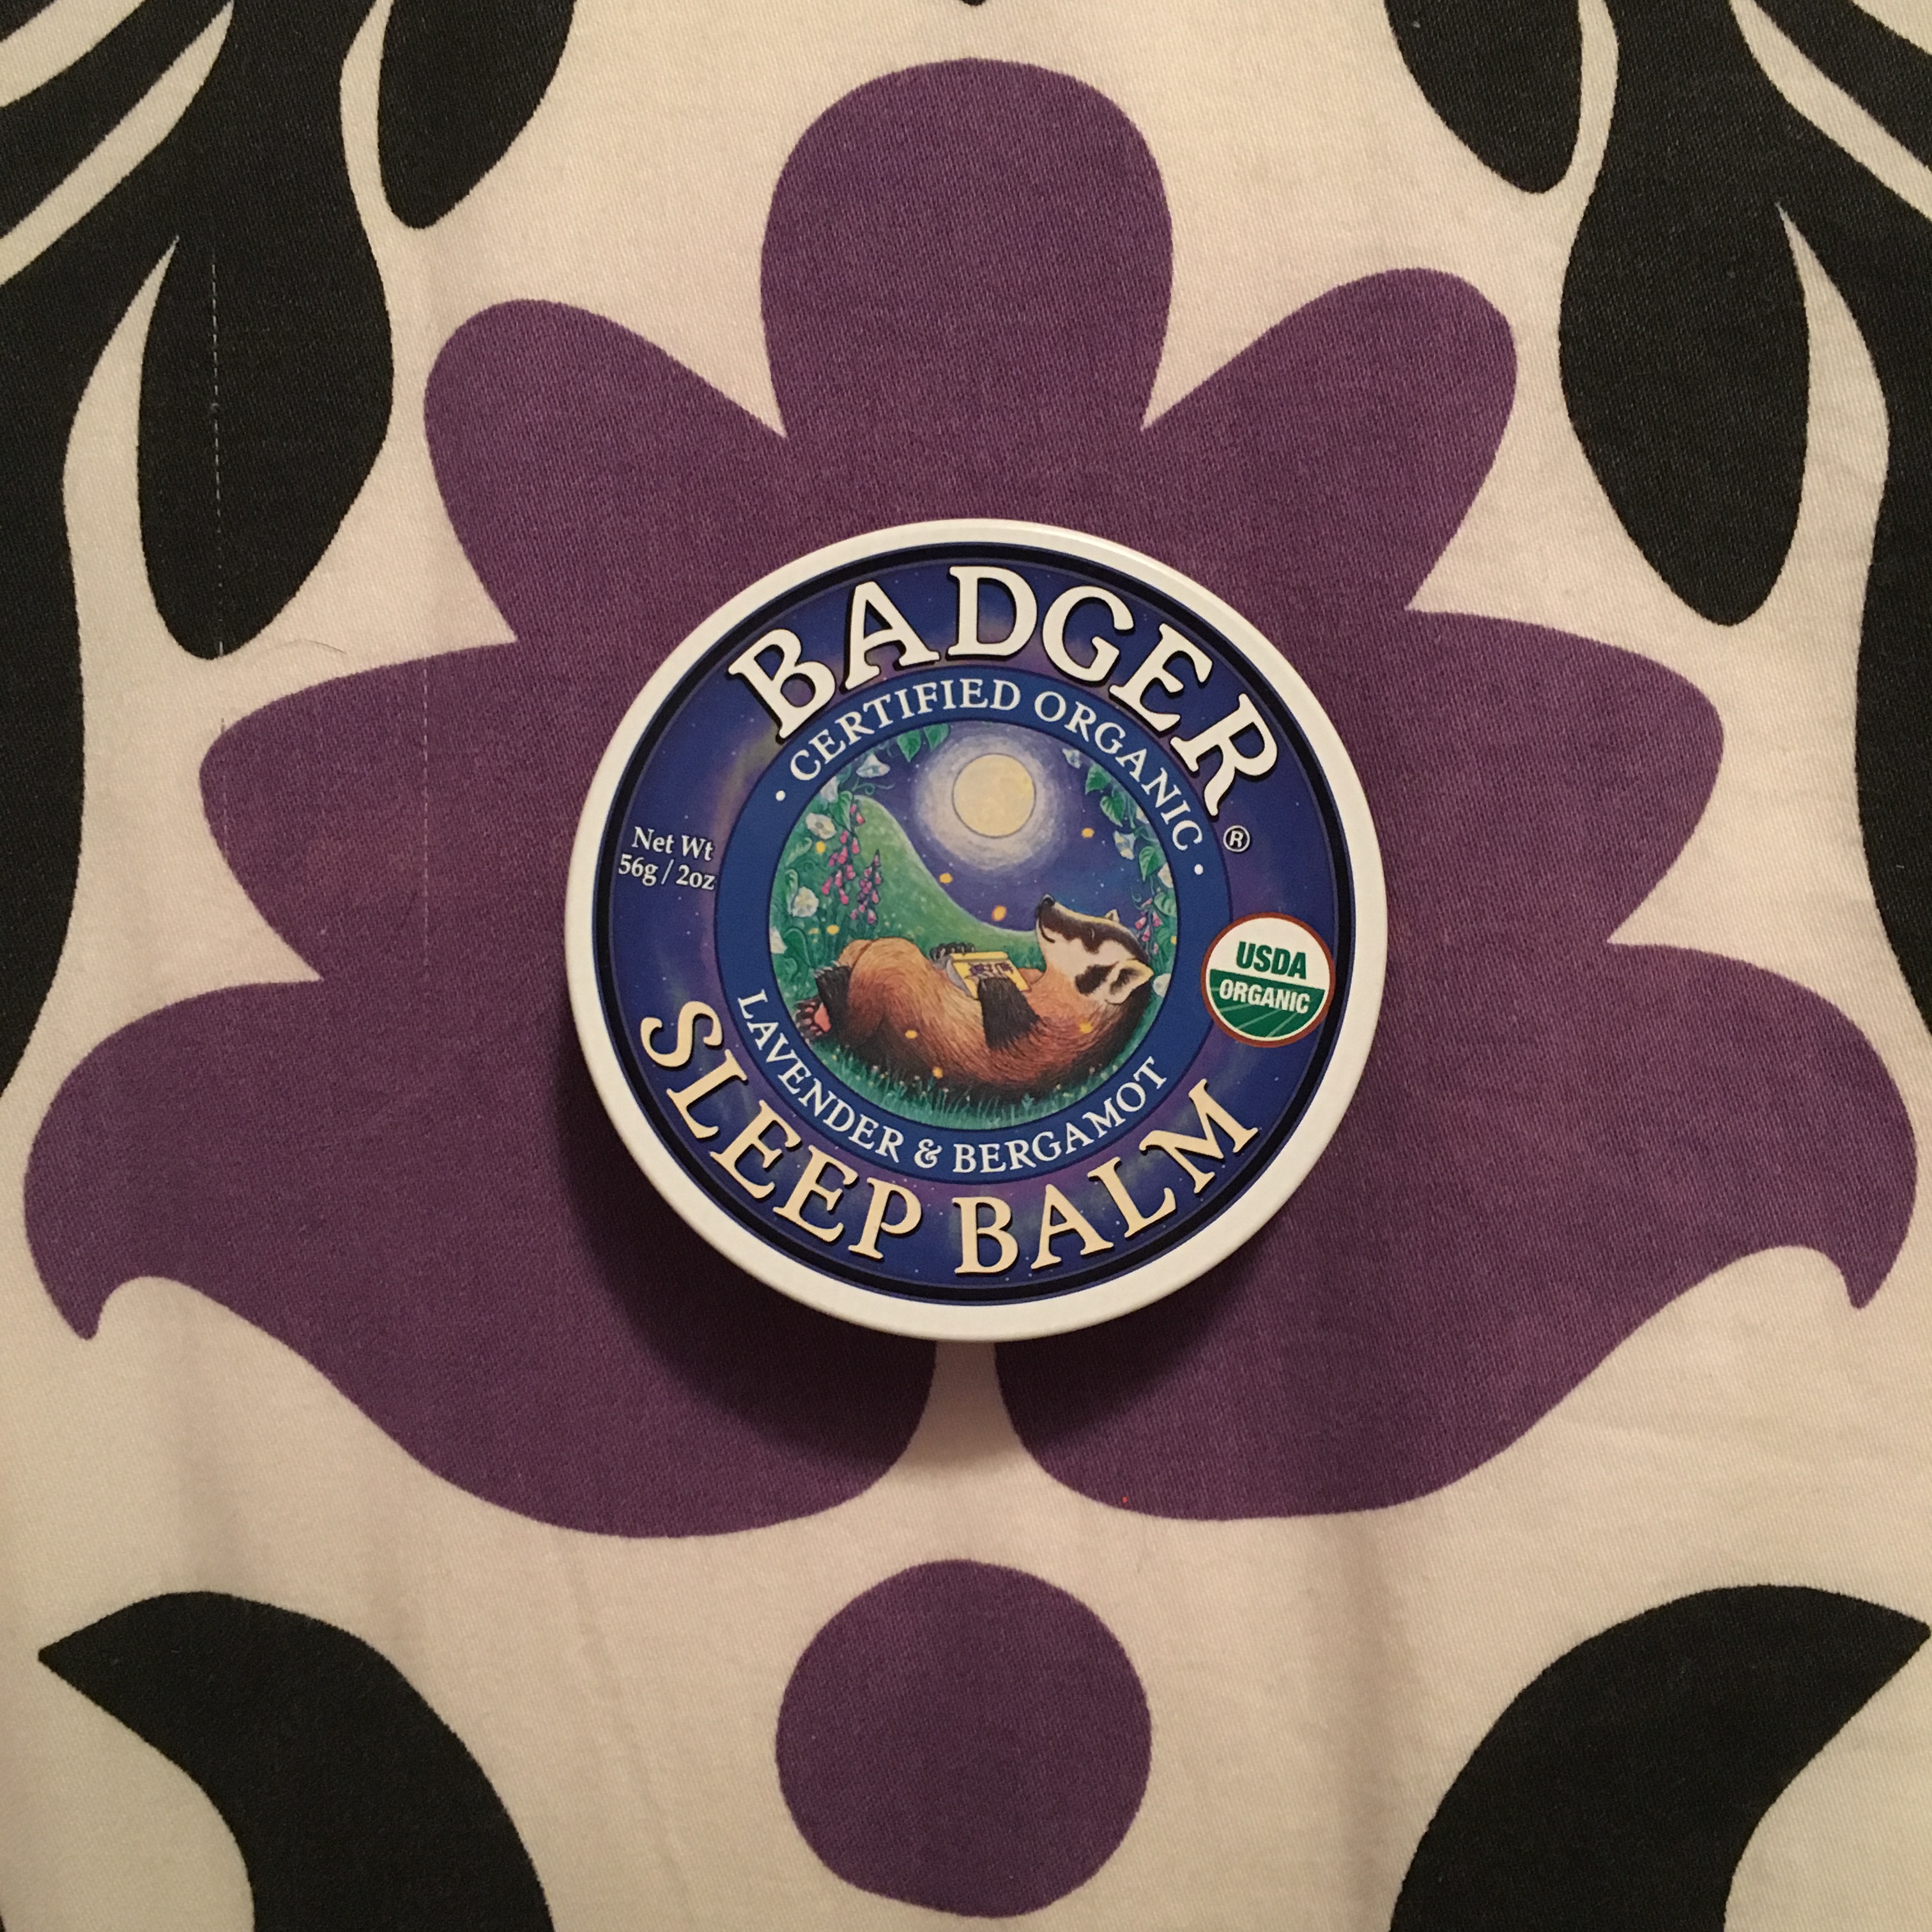 BADGER®
• CERTIFIED ORGANIC •
Net Wt
56g / 2oz
USDA
ORGANIC
LAVENDER & BERGAMOT
SLEEP BALM